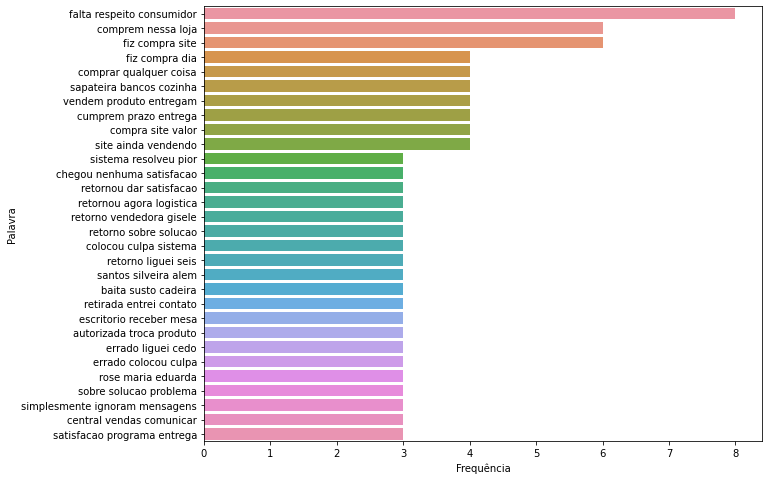 falta respeito consumidor
comprem nessa loja
fiz compra site
fiz compra dia
comprar qualquer coisa
sapateira bancos cozinha
vendem produto entregam
cumprem prazo entrega
compra site valor
site ainda vendendo
sistema resolveu pior
chegou nenhuma satisfacao
retornou dar satisfacao
retornou agora logistica
retorno vendedora gisele
retorno sobre solucao
colocou culpa sistema
retorno liguei seis
santos silveira alem
baita susto cadeira
retirada entrei contato
escritorio receber mesa
autorizada troca produto
errado liguei cedo
errado colocou culpa
rose maria eduarda
sobre solucao problema
simplesmente ignoram mensagens
central vendas comunicar
satisfacao programa entrega
Palavra
0 1 2 3 4 5 6 7 8
Frequência